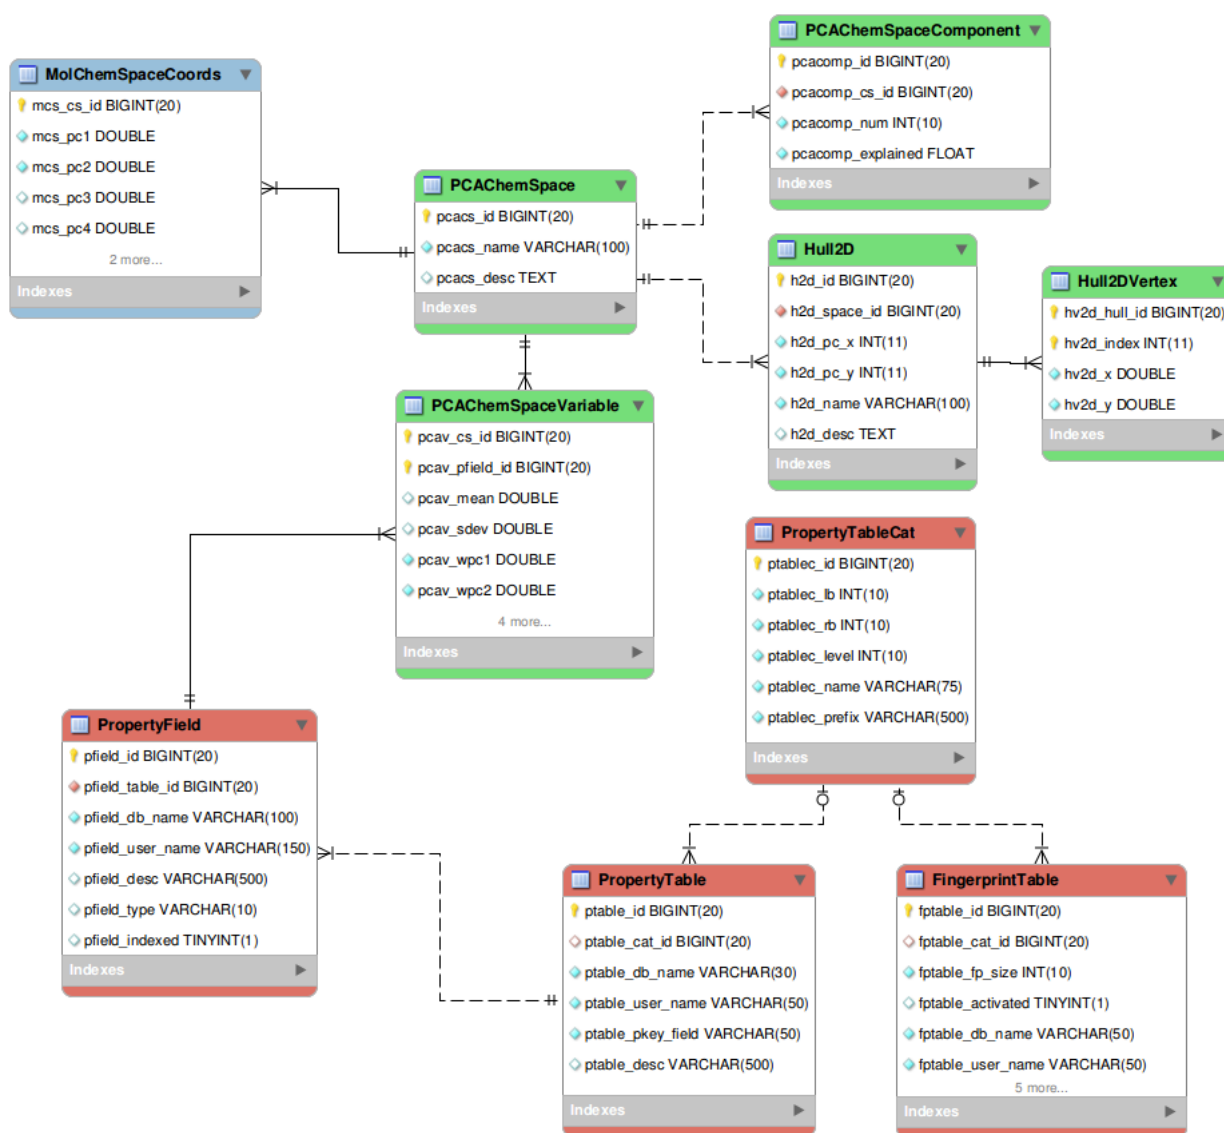 PCAChemSpaceComponent
pcacomp_id BIGINT(20)
pcacomp_cs_id BIGINT(20)
pcacomp_num INT(10)
pcacomp_explained FLOAT
Indexes
MolChemSpaceCoords
mcs_cs_id BIGINT(20)
mcs_pc1 DOUBLE
mcs_pc2 DOUBLE
mcs_pc3 DOUBLE
mcs_pc4 DOUBLE
2 more...
Indexes
PCAChemSpace
pcacs_id BIGINT(20)
pcacs_name VARCHAR(100)
pcacs_desc TEXT
Indexes
Hull2D
h2d_id BIGINT(20)
h2d_space_id BIGINT(20)
h2d_pc_x INT(11)
h2d_pc_y INT(11)
h2d_name VARCHAR(100)
h2d_desc TEXT
Indexes
Hull2DVertex
hv2d_hull_id BIGINT(20)
hv2d_index INT(11)
hv2d_x DOUBLE
hv2d_y DOUBLE
Indexes
PCAChemSpaceVariable
pcav_cs_id BIGINT(20)
pcav_pfield_id BIGINT(20)
pcav_mean DOUBLE
pcav_sdev DOUBLE
pcav_wpc1 DOUBLE
pcav_wpc2 DOUBLE
4 more...
Indexes
PropertyTableCat
ptablec_id BIGINT(20)
ptablec_lb INT(10)
ptablec_rb INT(10)
ptablec_level INT(10)
ptablec_name VARCHAR(75)
ptablec_prefix VARCHAR(500)
Indexes
PropertyField
pfield_id BIGINT(20)
pfield_table_id BIGINT(20)
pfield_db_name VARCHAR(100)
pfield_user_name VARCHAR(150)
pfield_desc VARCHAR(500)
pfield_type VARCHAR(10)
pfield_indexed TINYINT(1)
Indexes
PropertyTable
ptable_id BIGINT(20)
ptable_cat_id BIGINT(20)
ptable_db_name VARCHAR(30)
ptable_user_name VARCHAR(50)
ptable_pkey_field VARCHAR(50)
ptable_desc VARCHAR(500)
Indexes
FingerprintTable
fptable_id BIGINT(20)
fptable_cat_id BIGINT(20)
fptable_fp_size INT(10)
fptable_activated TINYINT(1)
fptable_db_name VARCHAR(50)
fptable_user_name VARCHAR(50)
5 more...
Indexes